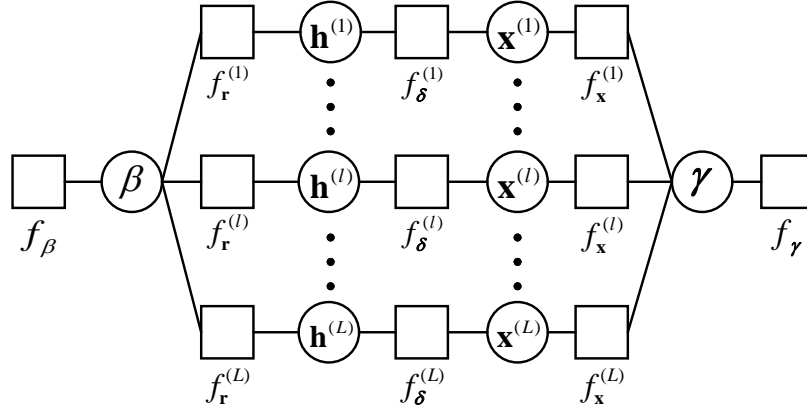 h^(1) x^(1)
f_r^(1) f_δ^(1) f_x^(1)
β h^(l) x^(l) γ
f_β f_r^(l) f_δ^(l) f_x^(l) f_γ
h^(L) x^(L)
f_r^(L) f_δ^(L) f_x^(L)